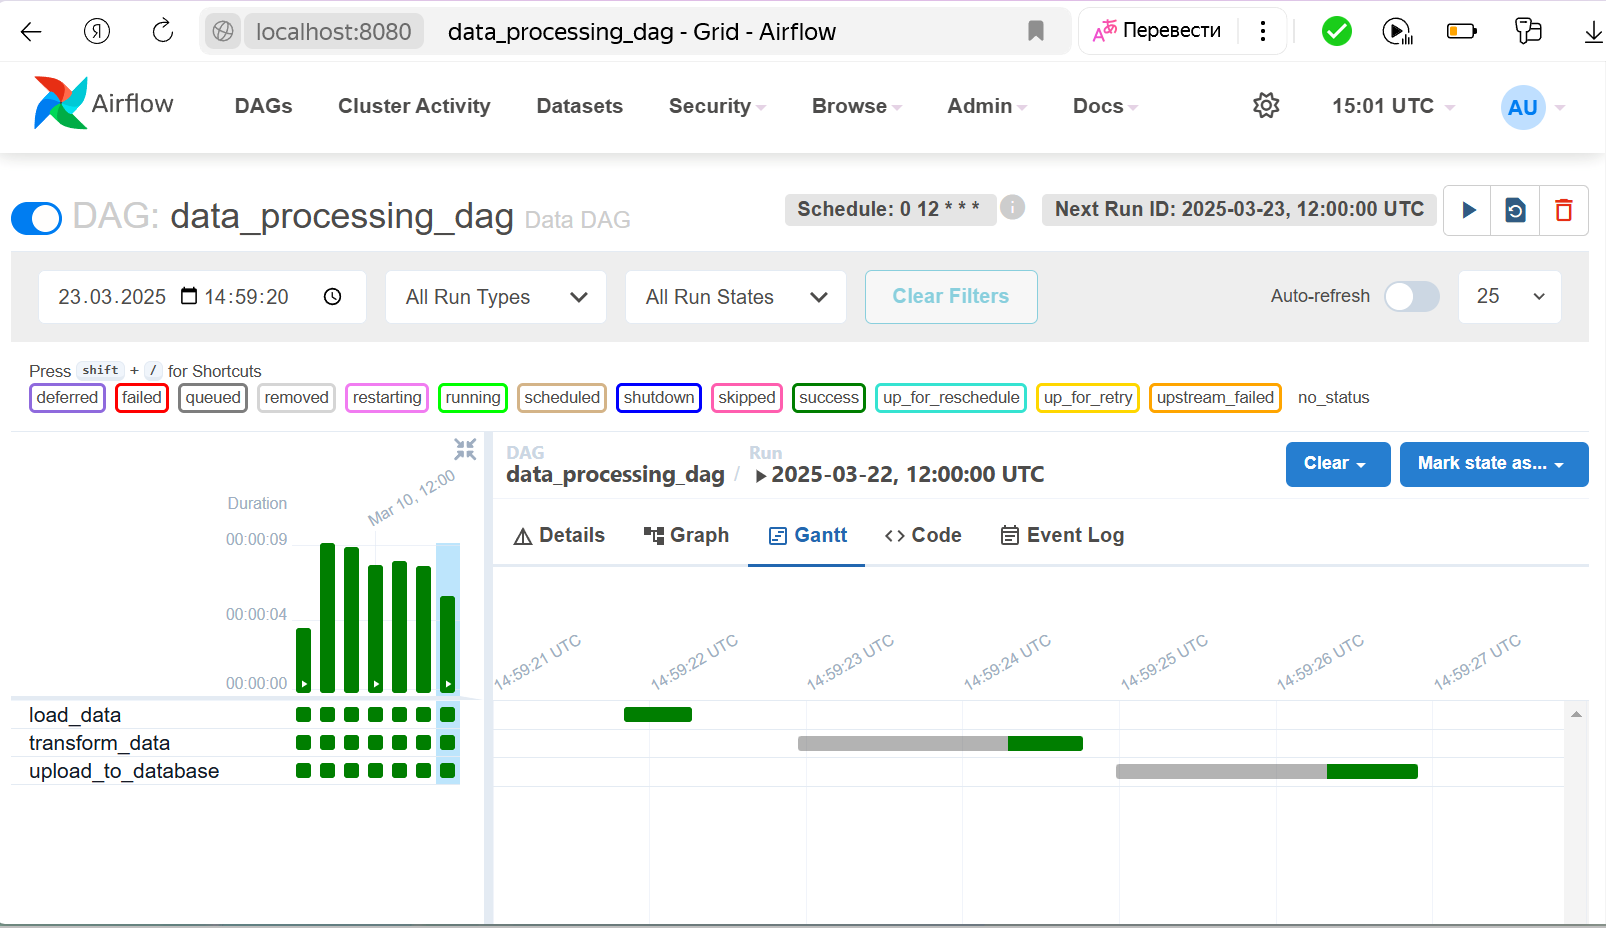 localhost:8080 data_processing_dag - Grid - Airflow Перевести
Airflow DAGs Cluster Activity Datasets Security Browse Admin Docs 15:01 UTC AU
DAG: data_processing_dag Data DAG Schedule: 0 12 * * * Next Run ID: 2025-03-23, 12:00:00 UTC
23.03.2025 14:59:20 All Run Types All Run States Clear Filters Auto-refresh 25
Press shift + / for Shortcuts
deferred failed queued removed restarting running scheduled shutdown skipped success up_for_reschedule up_for_retry upstream_failed no_status
DAG Run
data_processing_dag / 2025-03-22, 12:00:00 UTC
Clear Mark state as...
Details Graph Gantt Code Event Log
Duration
Mar 10, 12:00
00:00:09
00:00:04
00:00:00
14:59:21 UTC 14:59:22 UTC 14:59:23 UTC 14:59:24 UTC 14:59:25 UTC 14:59:26 UTC 14:59:27 UTC
load_data
transform_data
upload_to_database